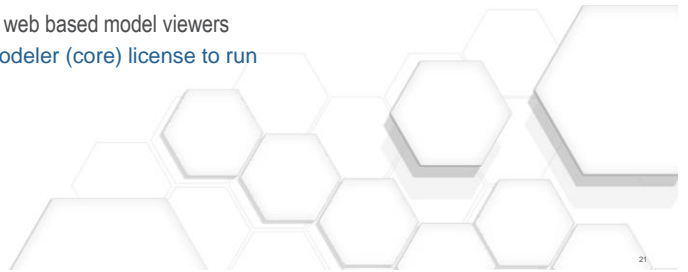 web based model viewers
odeler (core) license to run
21